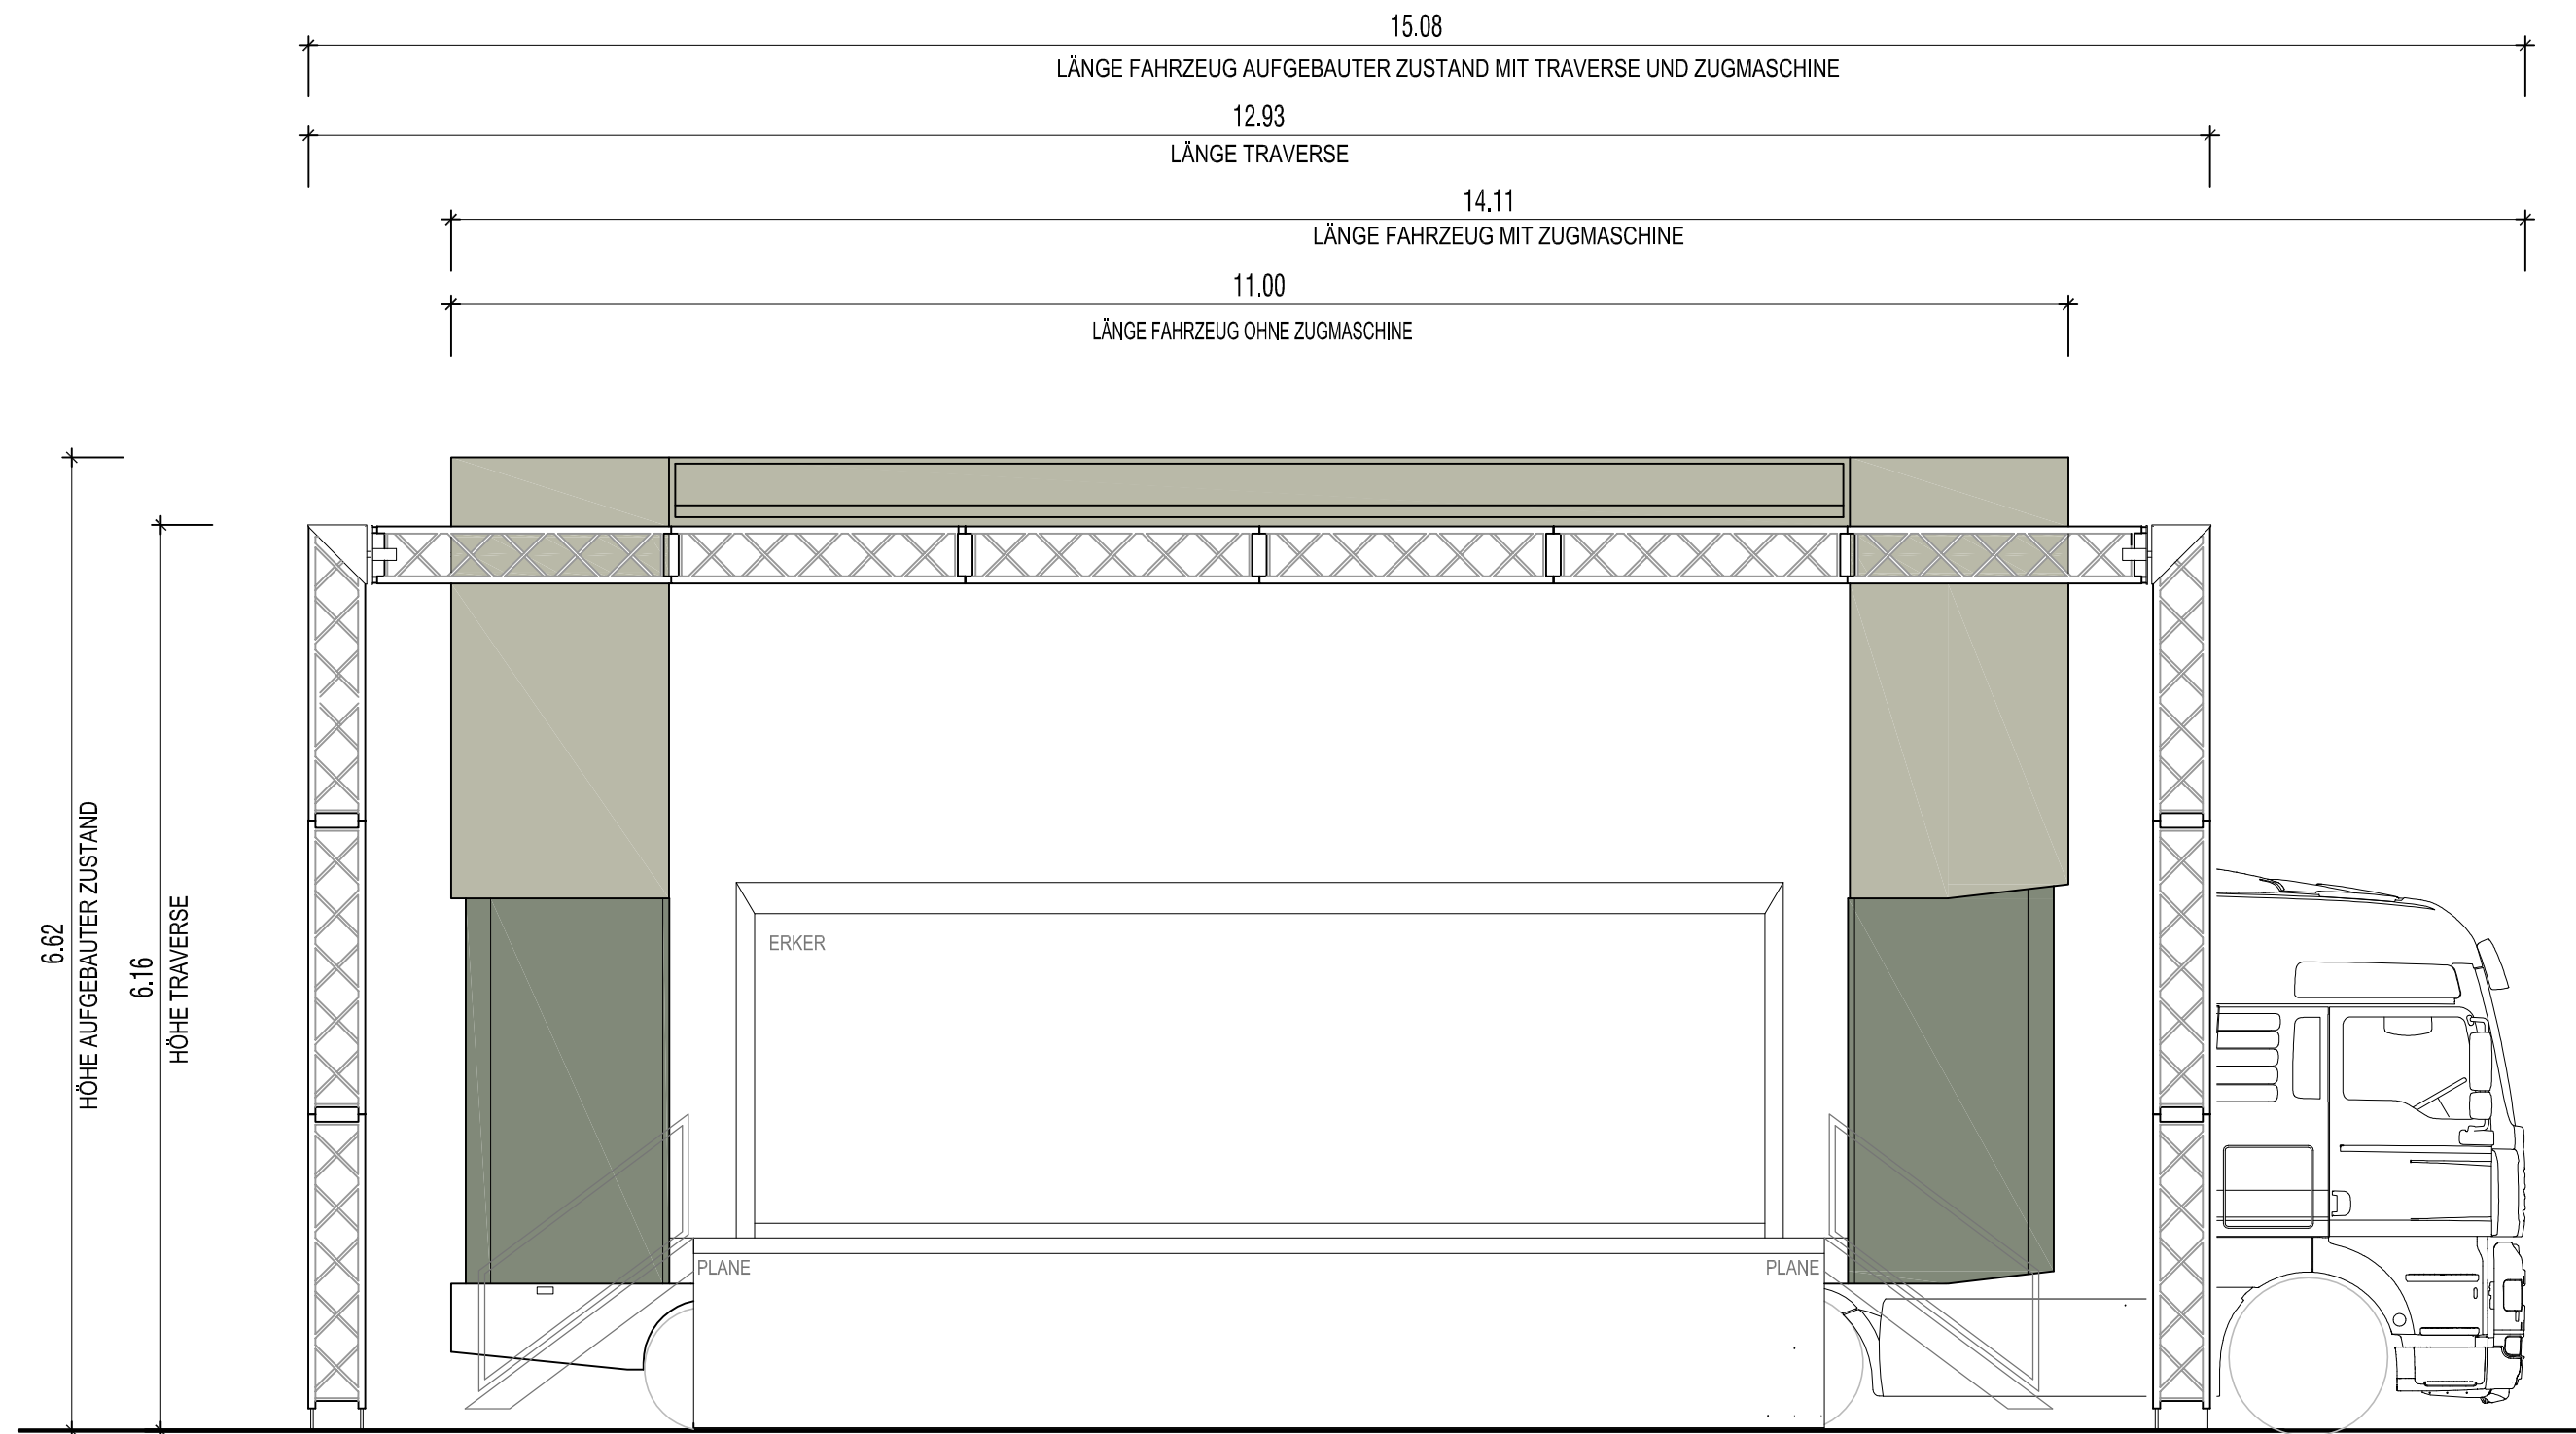 15.08
LÄNGE FAHRZEUG AUFGEBAUTER ZUSTAND MIT TRAVERSE UND ZUGMASCHINE
12.93
LÄNGE TRAVERSE
14.11
LÄNGE FAHRZEUG MIT ZUGMASCHINE
11.00
LÄNGE FAHRZEUG OHNE ZUGMASCHINE
6.62
HÖHE AUFGEBAUTER ZUSTAND
6.16
HÖHE TRAVERSE
ERKER
PLANE
PLANE